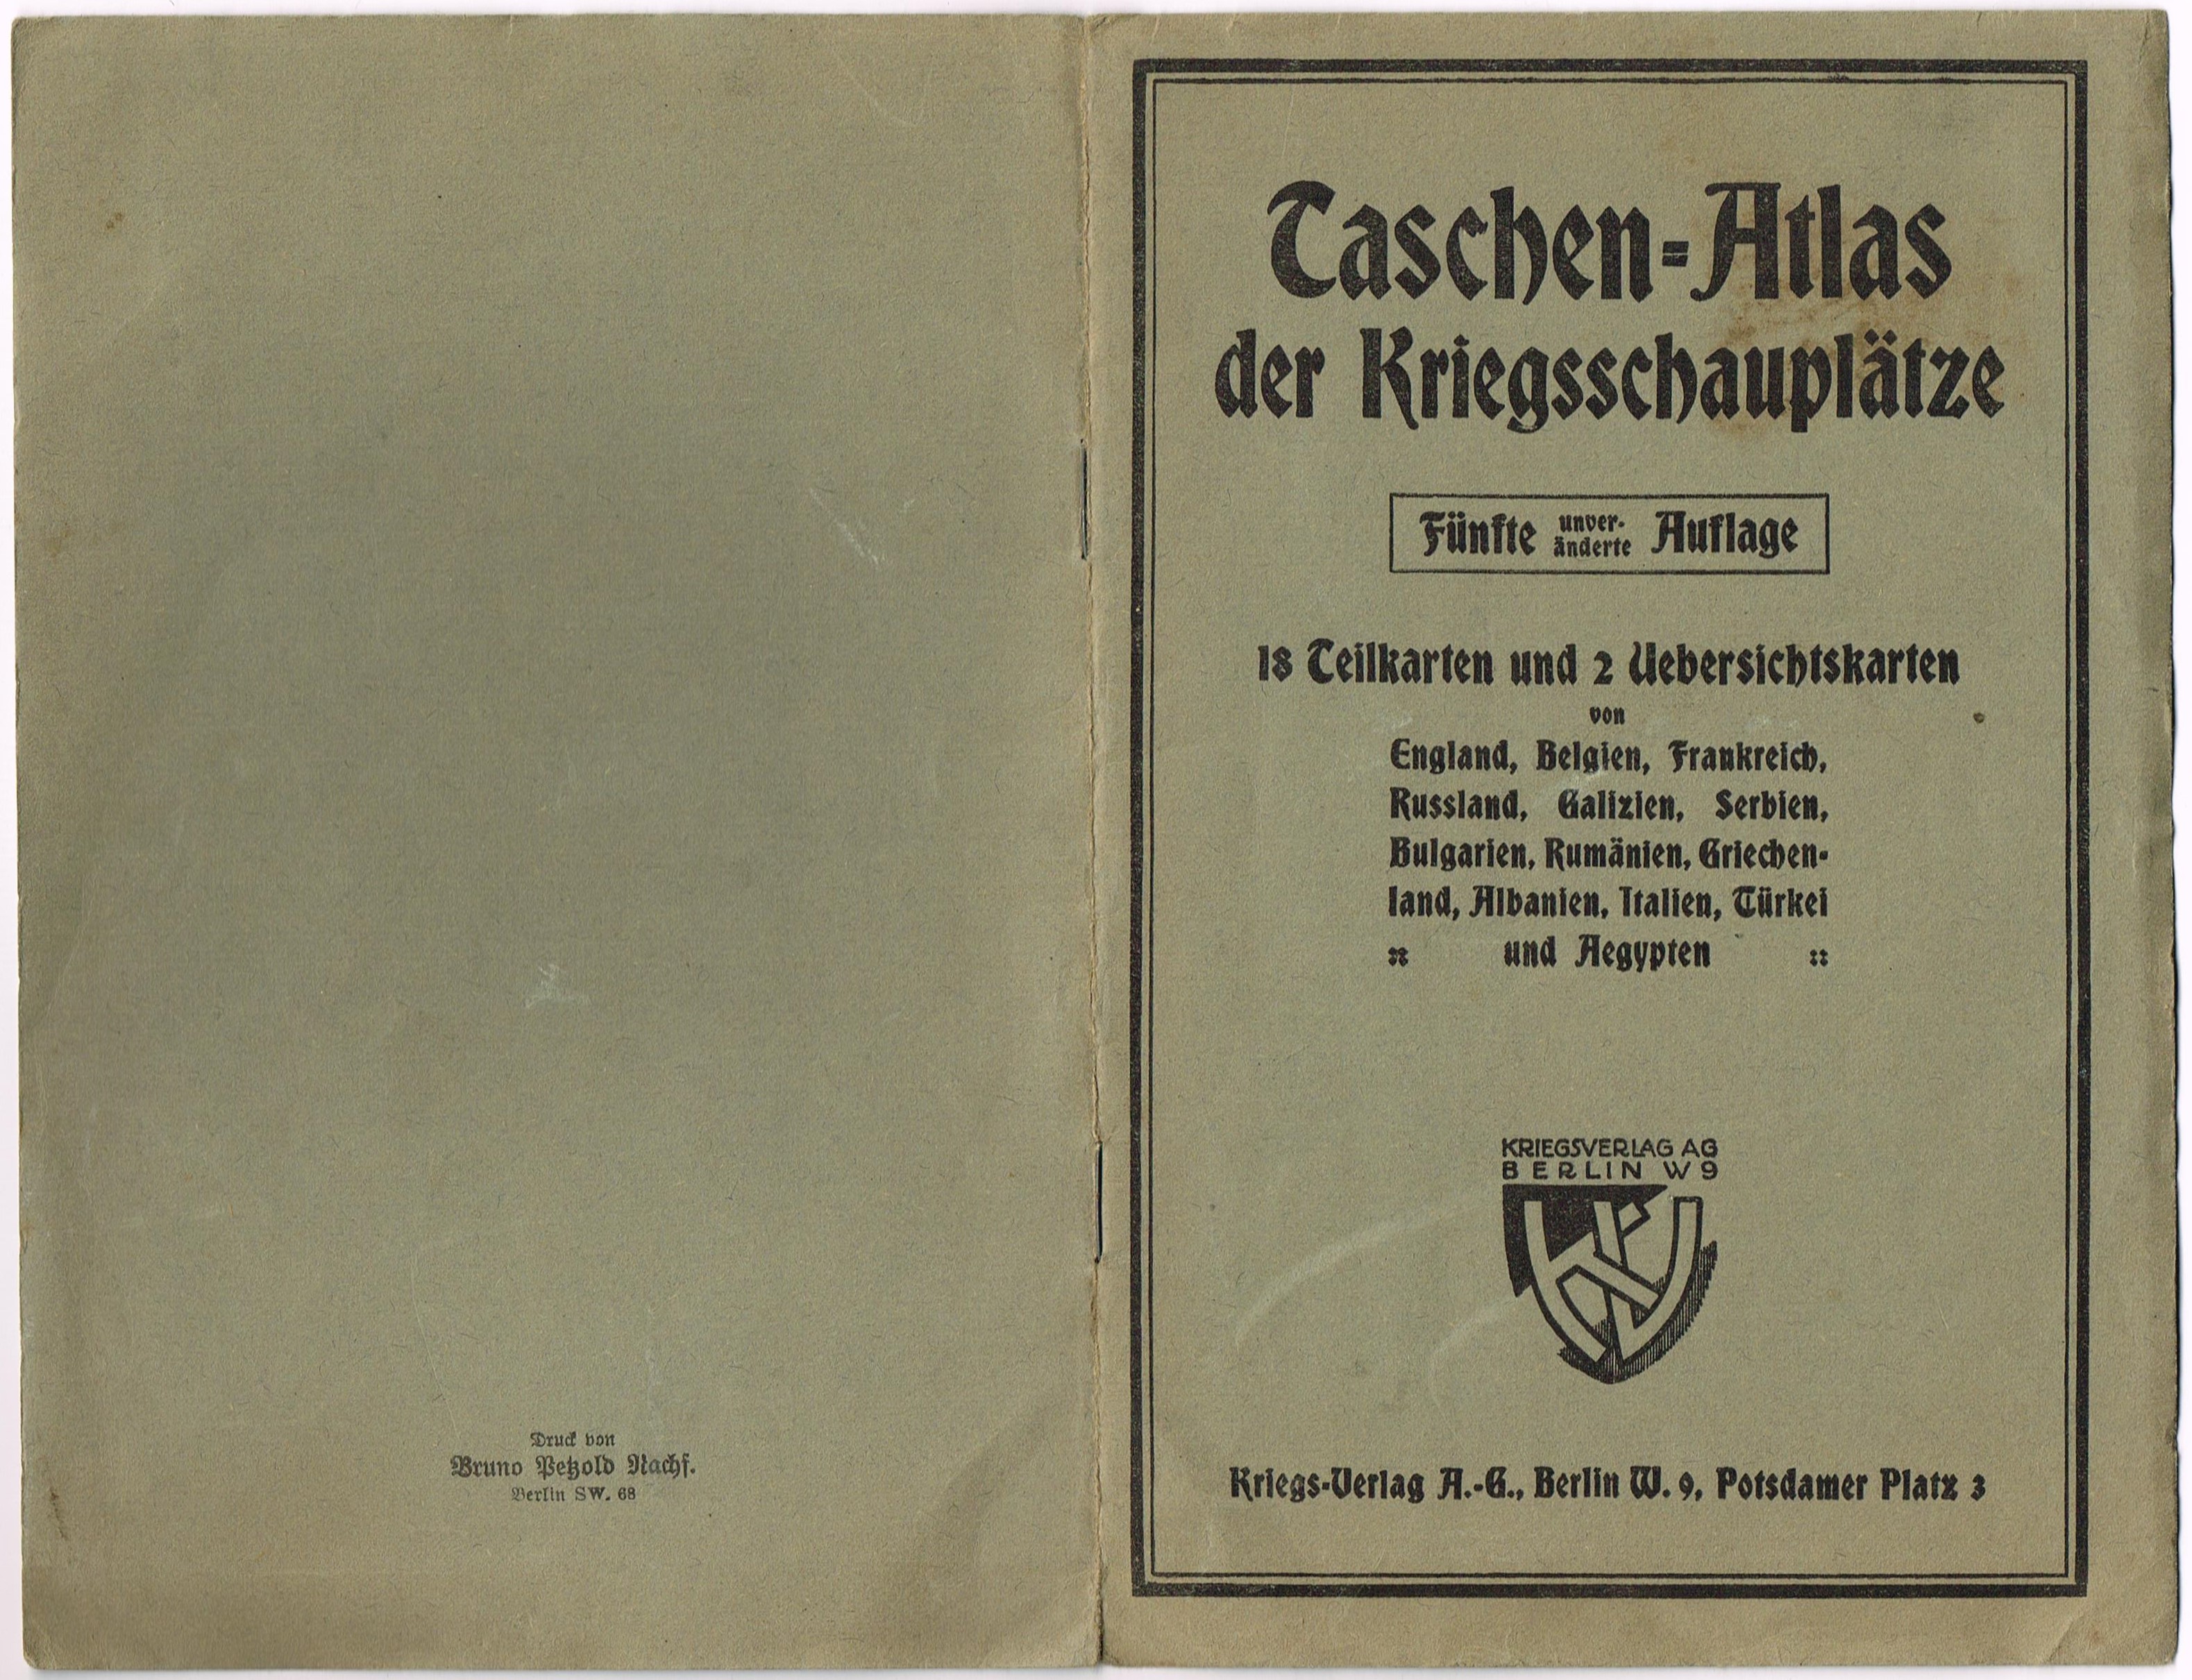 Taschen=Atlas
der Kriegsschauplätze
Fünfte unver-
änderte Auflage
18 Teilkarten und 2 Uebersichtskarten
von
England, Belgien, Frankreich,
Russland, Galizien, Serbien,
Bulgarien, Rumänien, Griechen-
land, Albanien, Italien, Türkei
:: und Aegypten ::
KRIEGSVERLAG AG
BERLIN W 9
KV
Kriegs-Verlag A.-G., Berlin W. 9, Potsdamer Platz 3
Druck von
Bruno Petzold Nachf.
Berlin SW. 68